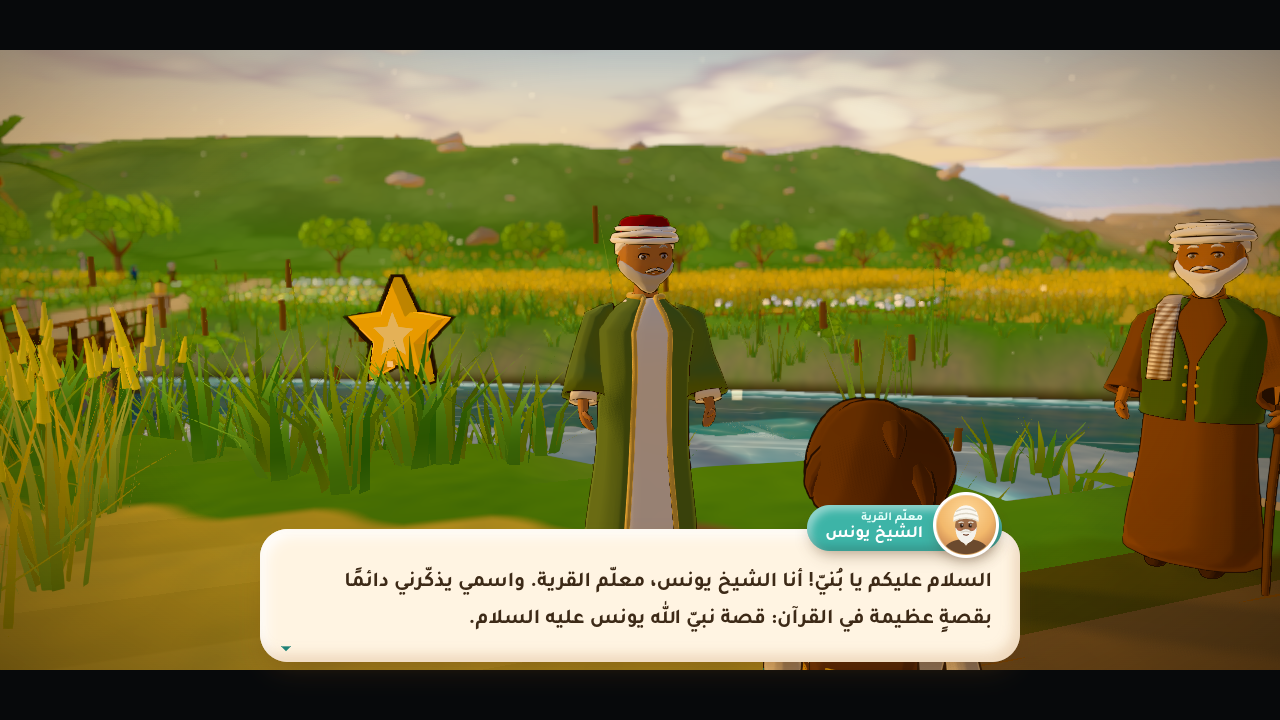 معلّم القرية
الشيخ يونس
السلام عليكم يا بُنيّ! أنا الشيخ يونس، معلّم القرية. واسمي يذكّرني دائمًا
بقصةٍ عظيمة في القرآن: قصة نبيّ الله يونس عليه السلام.